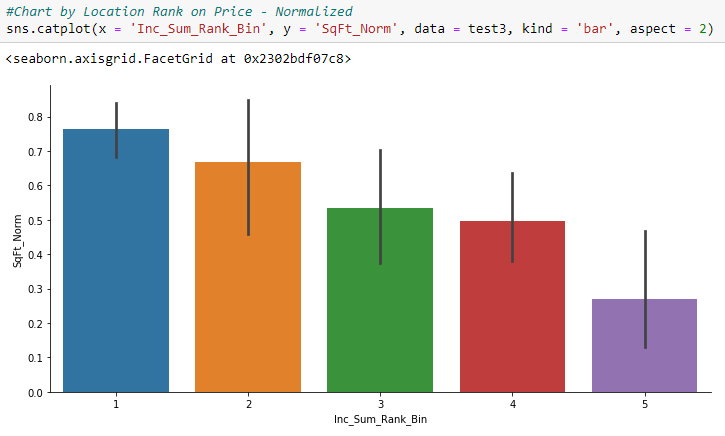 #Chart by Location Rank on Price - Normalized
sns.catplot(x = 'Inc_Sum_Rank_Bin', y = 'SqFt_Norm', data = test3, kind = 'bar', aspect = 2)
<seaborn.axisgrid.FacetGrid at 0x2302bdf07c8>
0.8
0.7
0.6
0.5
0.4
0.3
0.2
0.1
0.0
SqFt_Norm
1 2 3 4 5
Inc_Sum_Rank_Bin